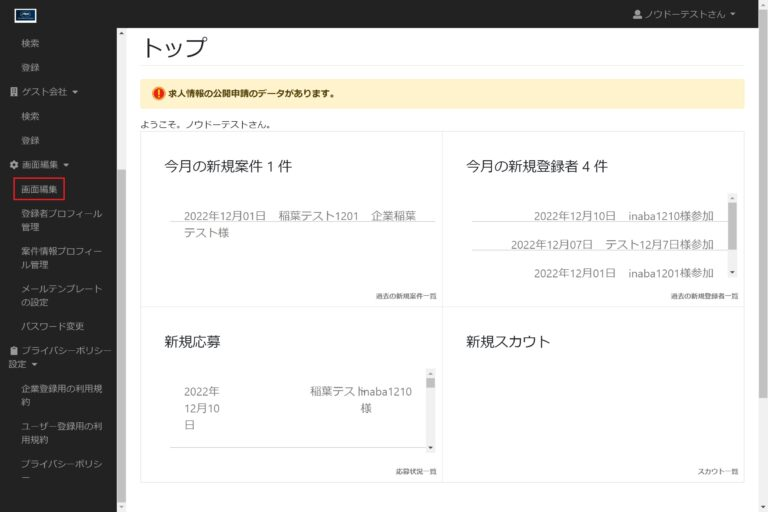 ノウドーテストさん
検索
登録
ゲスト会社
検索
登録
画面編集
画面編集
登録者プロフィール
管理
案件情報プロフィー
ル管理
メールテンプレート
の設定
パスワード変更
プライバシーポリシー
設定
企業登録用の利用規
約
ユーザー登録用の利
用規約
プライバシーポリシ
ー
トップ
求人情報の公開申請のデータがあります。
ようこそ。ノウドーテストさん。
今月の新規案件 1 件
2022年12月01日 稲葉テスト1201 企業稲葉
テスト様
過去の新規案件一覧
今月の新規登録者 4 件
2022年12月10日 inaba1210様参加
2022年12月07日 テスト12月7日様参加
2022年12月01日 inaba1201様参加
過去の新規登録者一覧
新規応募
2022年 稲葉テスト inaba1210
12月10 様
日
応募状況一覧
新規スカウト
スカウト一覧